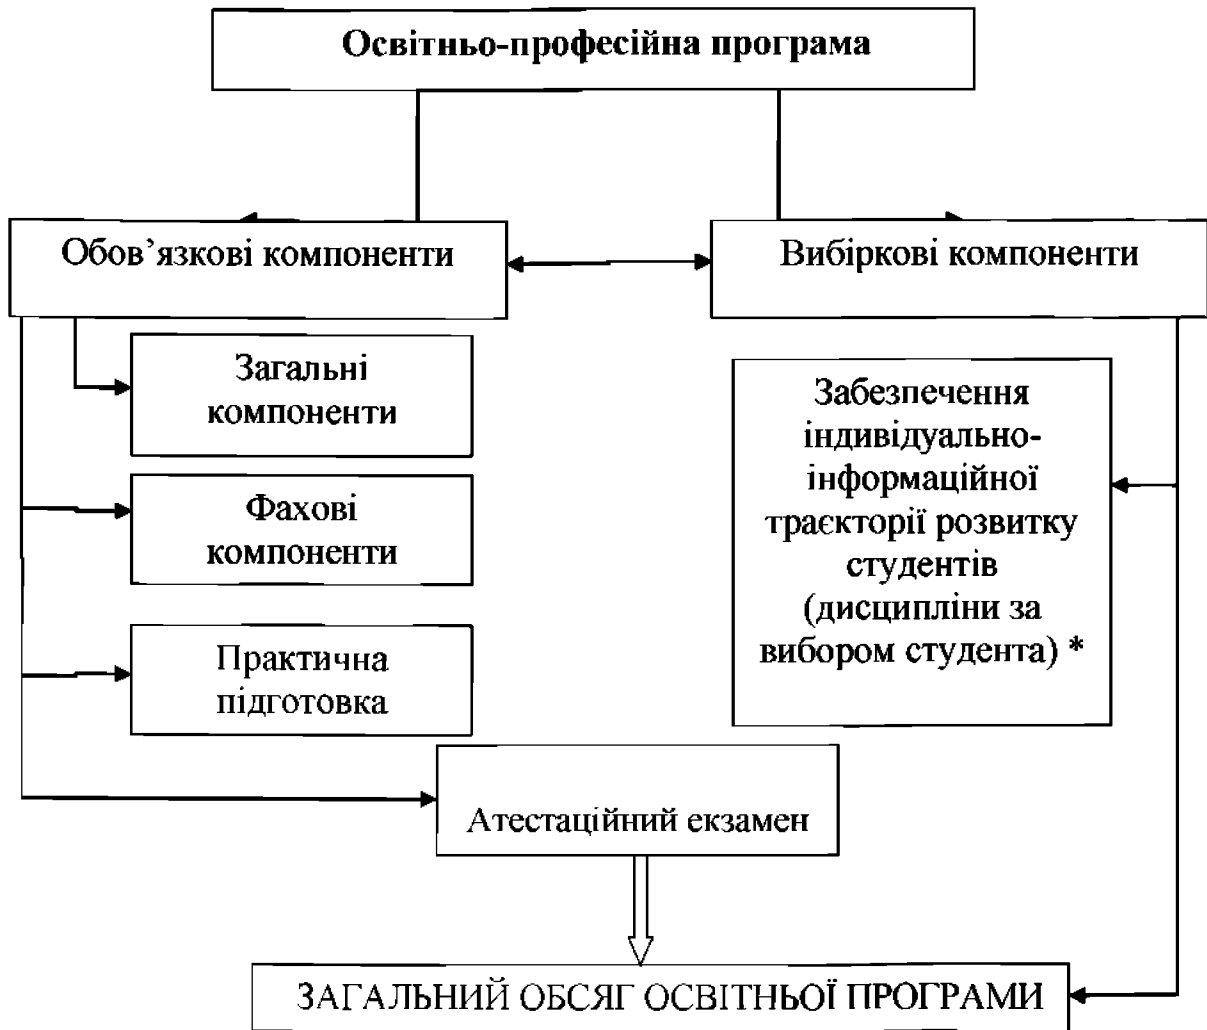 Освітньо-професійна програма
Обов’язкові компоненти
Вибіркові компоненти
Загальні
компоненти
Фахові
компоненти
Практична
підготовка
Забезпечення
індивідуально-
інформаційної
траєкторії розвитку
студентів
(дисципліни за
вибором студента) *
Атестаційний екзамен
ЗАГАЛЬНИЙ ОБСЯГ ОСВІТНЬОЇ ПРОГРАМИ